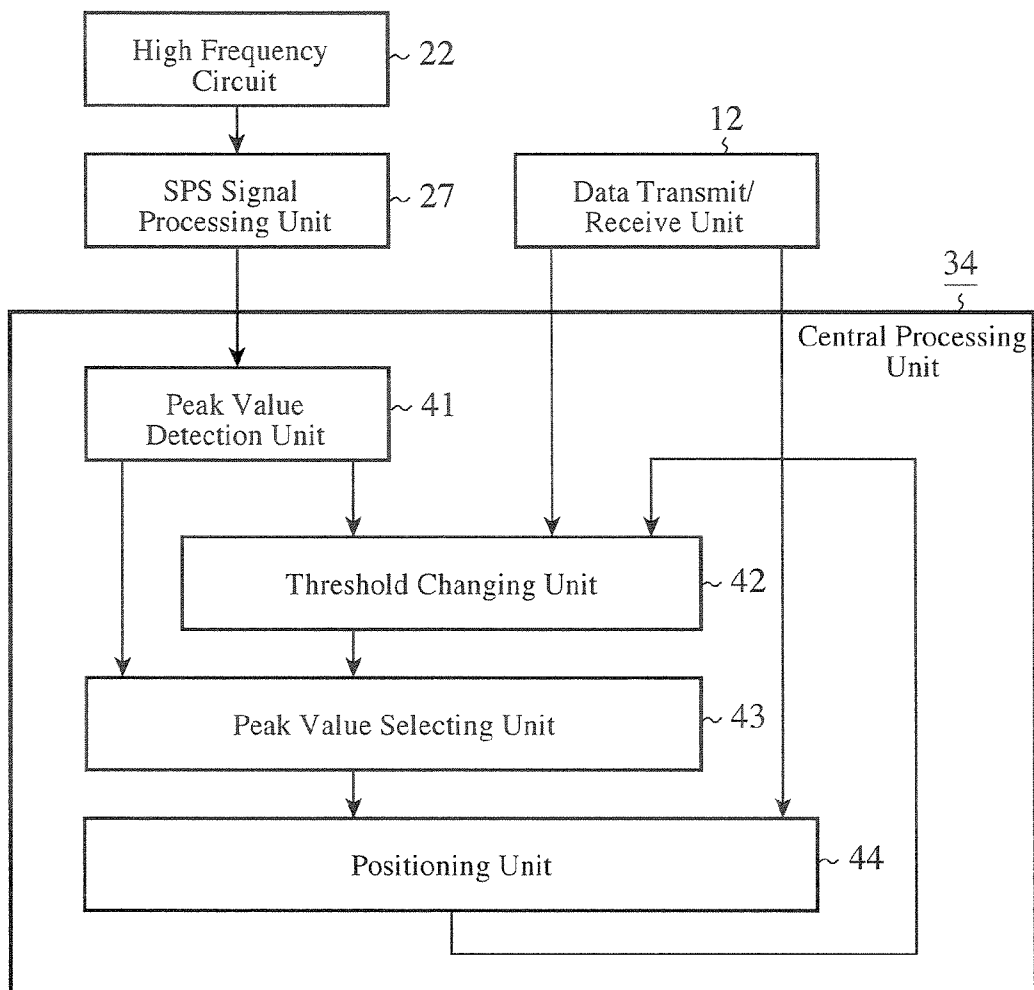 High Frequency
Circuit
22
12
SPS Signal
Processing Unit
27
Data Transmit/
Receive Unit
34
Central Processing
Unit
Peak Value
Detection Unit
41
Threshold Changing Unit
42
Peak Value Selecting Unit
43
Positioning Unit
44